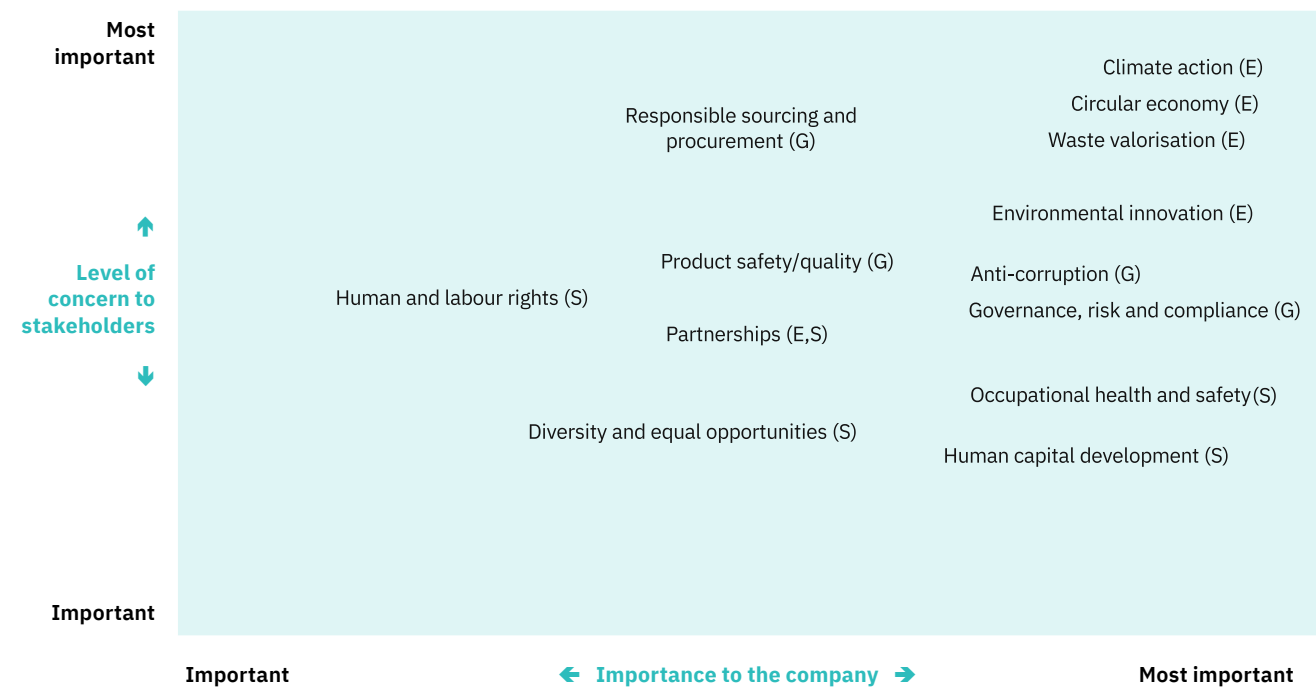 Most
important
Climate action (E)
Circular economy (E)
Responsible sourcing and
procurement (G)
Waste valorisation (E)
Environmental innovation (E)
🡹
Level of
concern to
stakeholders
🡻
Product safety/quality (G)
Anti-corruption (G)
Human and labour rights (S)
Governance, risk and compliance (G)
Partnerships (E,S)
Occupational health and safety(S)
Diversity and equal opportunities (S)
Human capital development (S)
Important
Important
🡸 Importance to the company 🡺
Most important